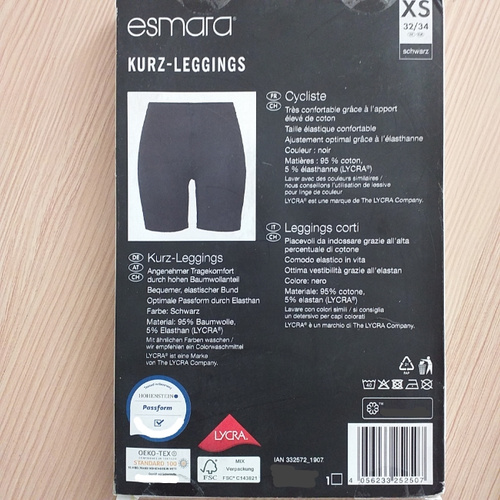 esmara
XS
32/34
schwarz
KURZ-LEGGINGS
FR CH Cycliste
Très confortable grâce à l'apport
élevé de coton
Taille élastique confortable
Ajustement optimal grâce à l'élasthanne
Couleur : noir
Matières : 95 % coton,
5 % élasthanne (LYCRA®)
Laver avec des couleurs similaires /
nous conseillons l'utilisation de lessive
pour linge de couleur
LYCRA® est une marque de The LYCRA Company.
IT CH Leggings corti
Piacevoli da indossare grazie all'alta
percentuale di cotone
Comodo elastico in vita
Ottima vestibilità grazie all'elastan
Colore: nero
Materiale: 95% cotone,
5% elastan (LYCRA®)
Lavare con colori simili / si consiglia
un detersivo per capi colorati
LYCRA® è un marchio di The LYCRA Company.
DE AT CH Kurz-Leggings
Angenehmer Tragekomfort
durch hohen Baumwollanteil
Bequemer, elastischer Bund
Optimale Passform durch Elasthan
Farbe: Schwarz
Material: 95% Baumwolle,
5% Elasthan (LYCRA®)
Mit ähnlichen Farben waschen /
wir empfehlen ein Colorwaschmittel
LYCRA® ist eine Marke
von The LYCRA Company.
HOHENSTEIN
Passform
LYCRA
OEKO-TEX®
STANDARD 100
FSC
MIX
Verpackung
FSC® C143821
IAN 332572_1907
1
4 056233 252507